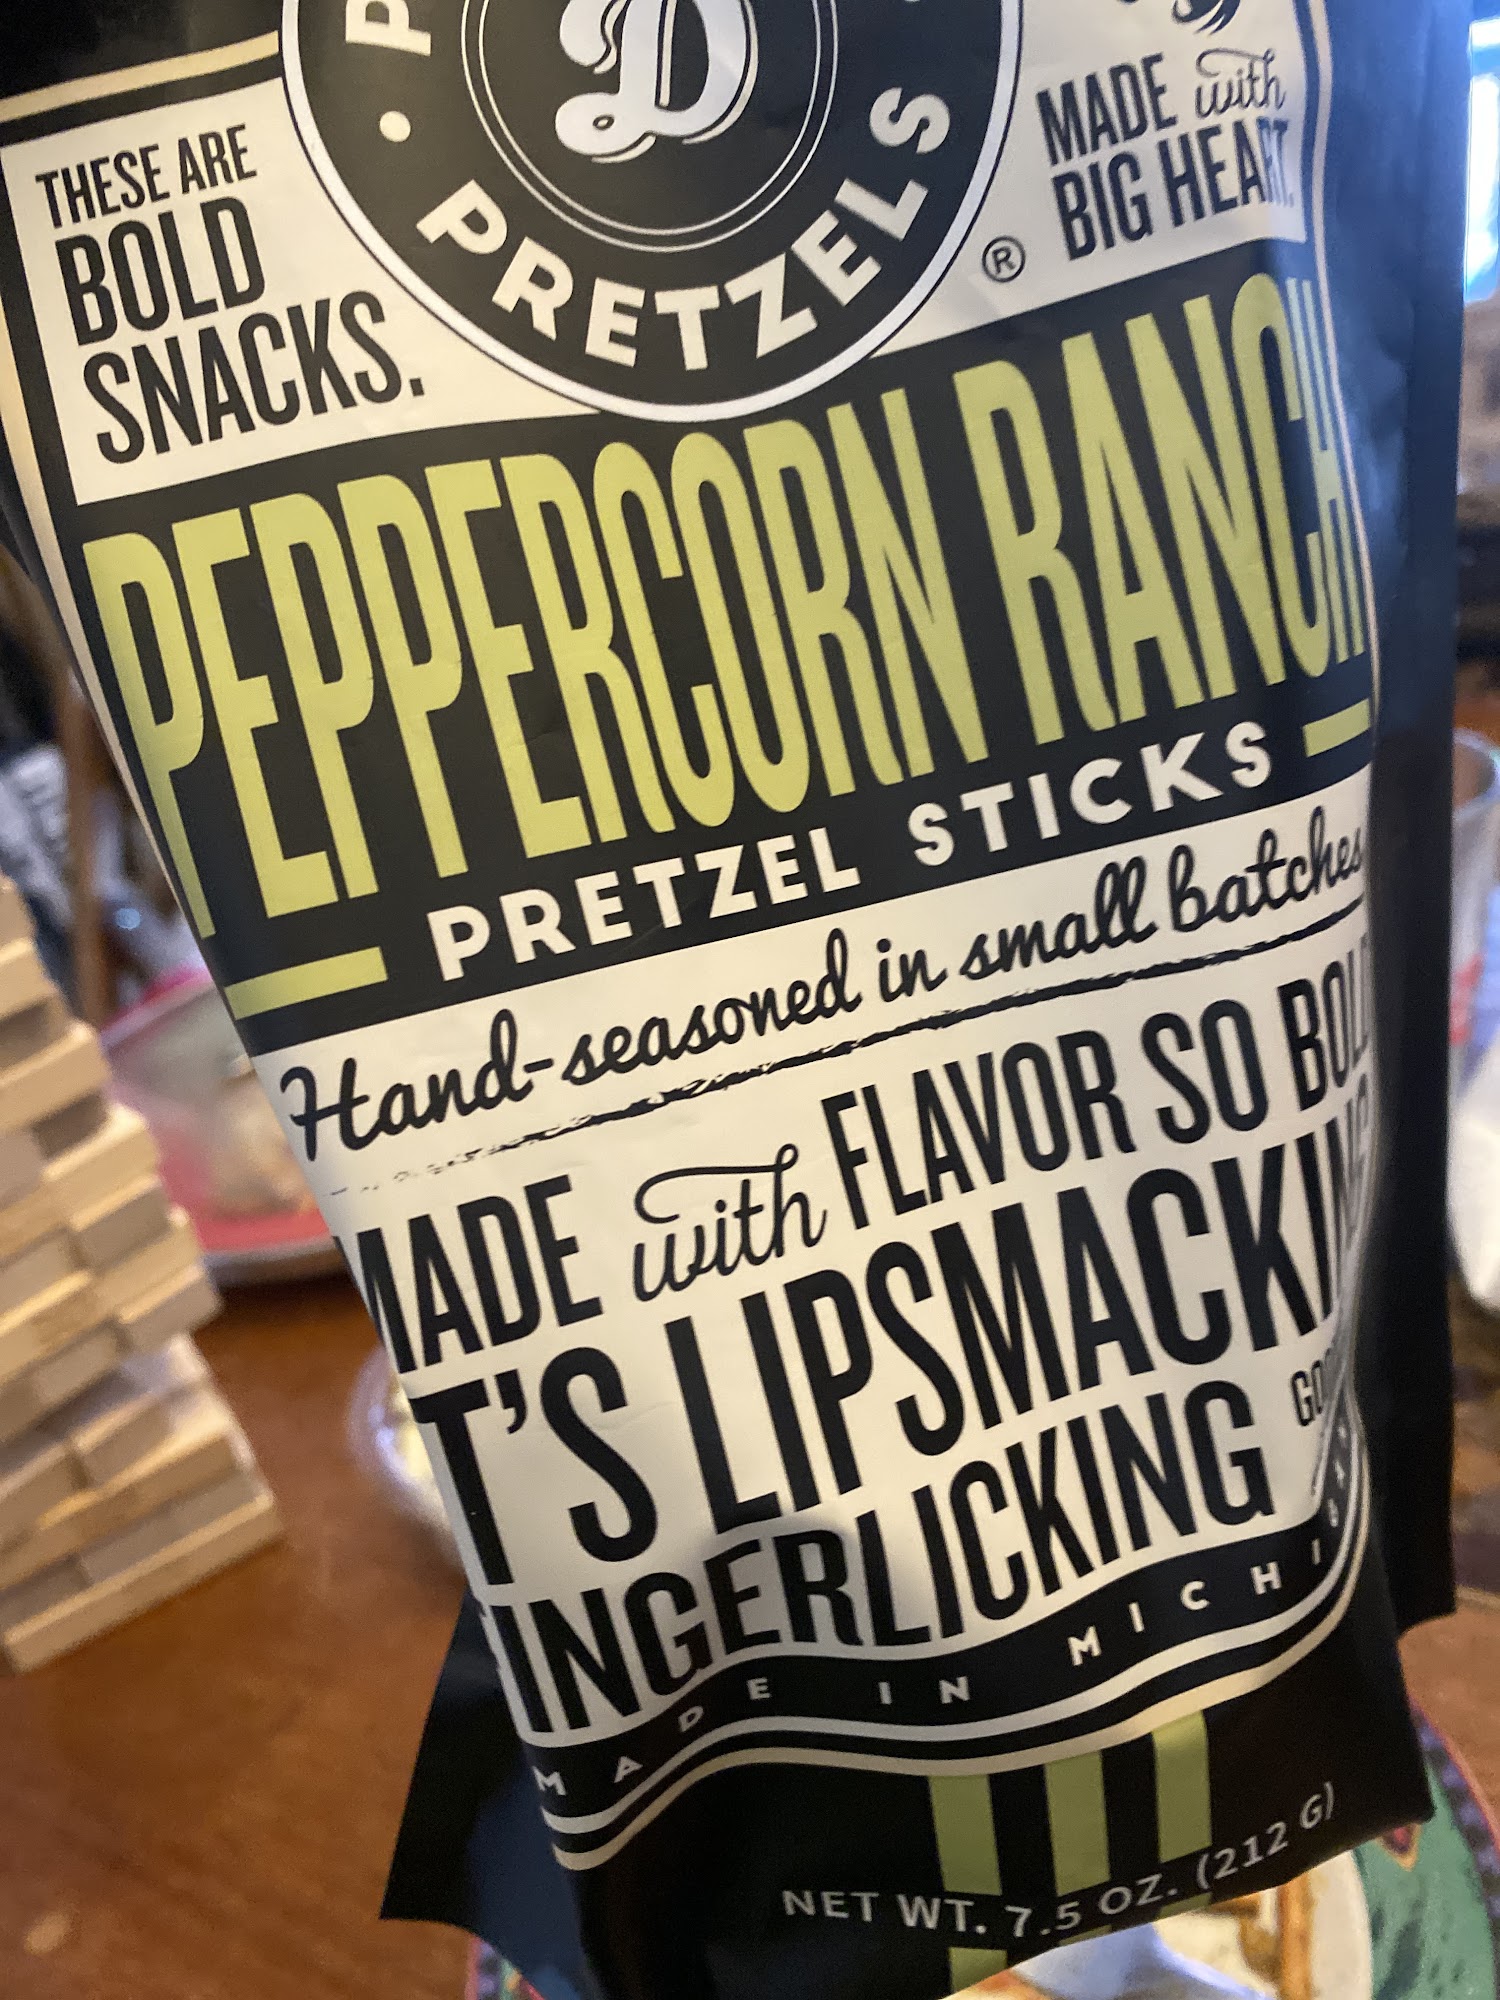 D
PRETZELS
THESE ARE
BOLD
SNACKS.
MADE with
BIG HEART.
®
PEPPERCORN RANCH
PRETZEL STICKS
Hand-seasoned in small batches
MADE with FLAVOR SO BOLD
T'S LIPSMACKING
INGERLICKING GO
MADE IN MICHI
NET WT. 7.5 OZ. (212 G)